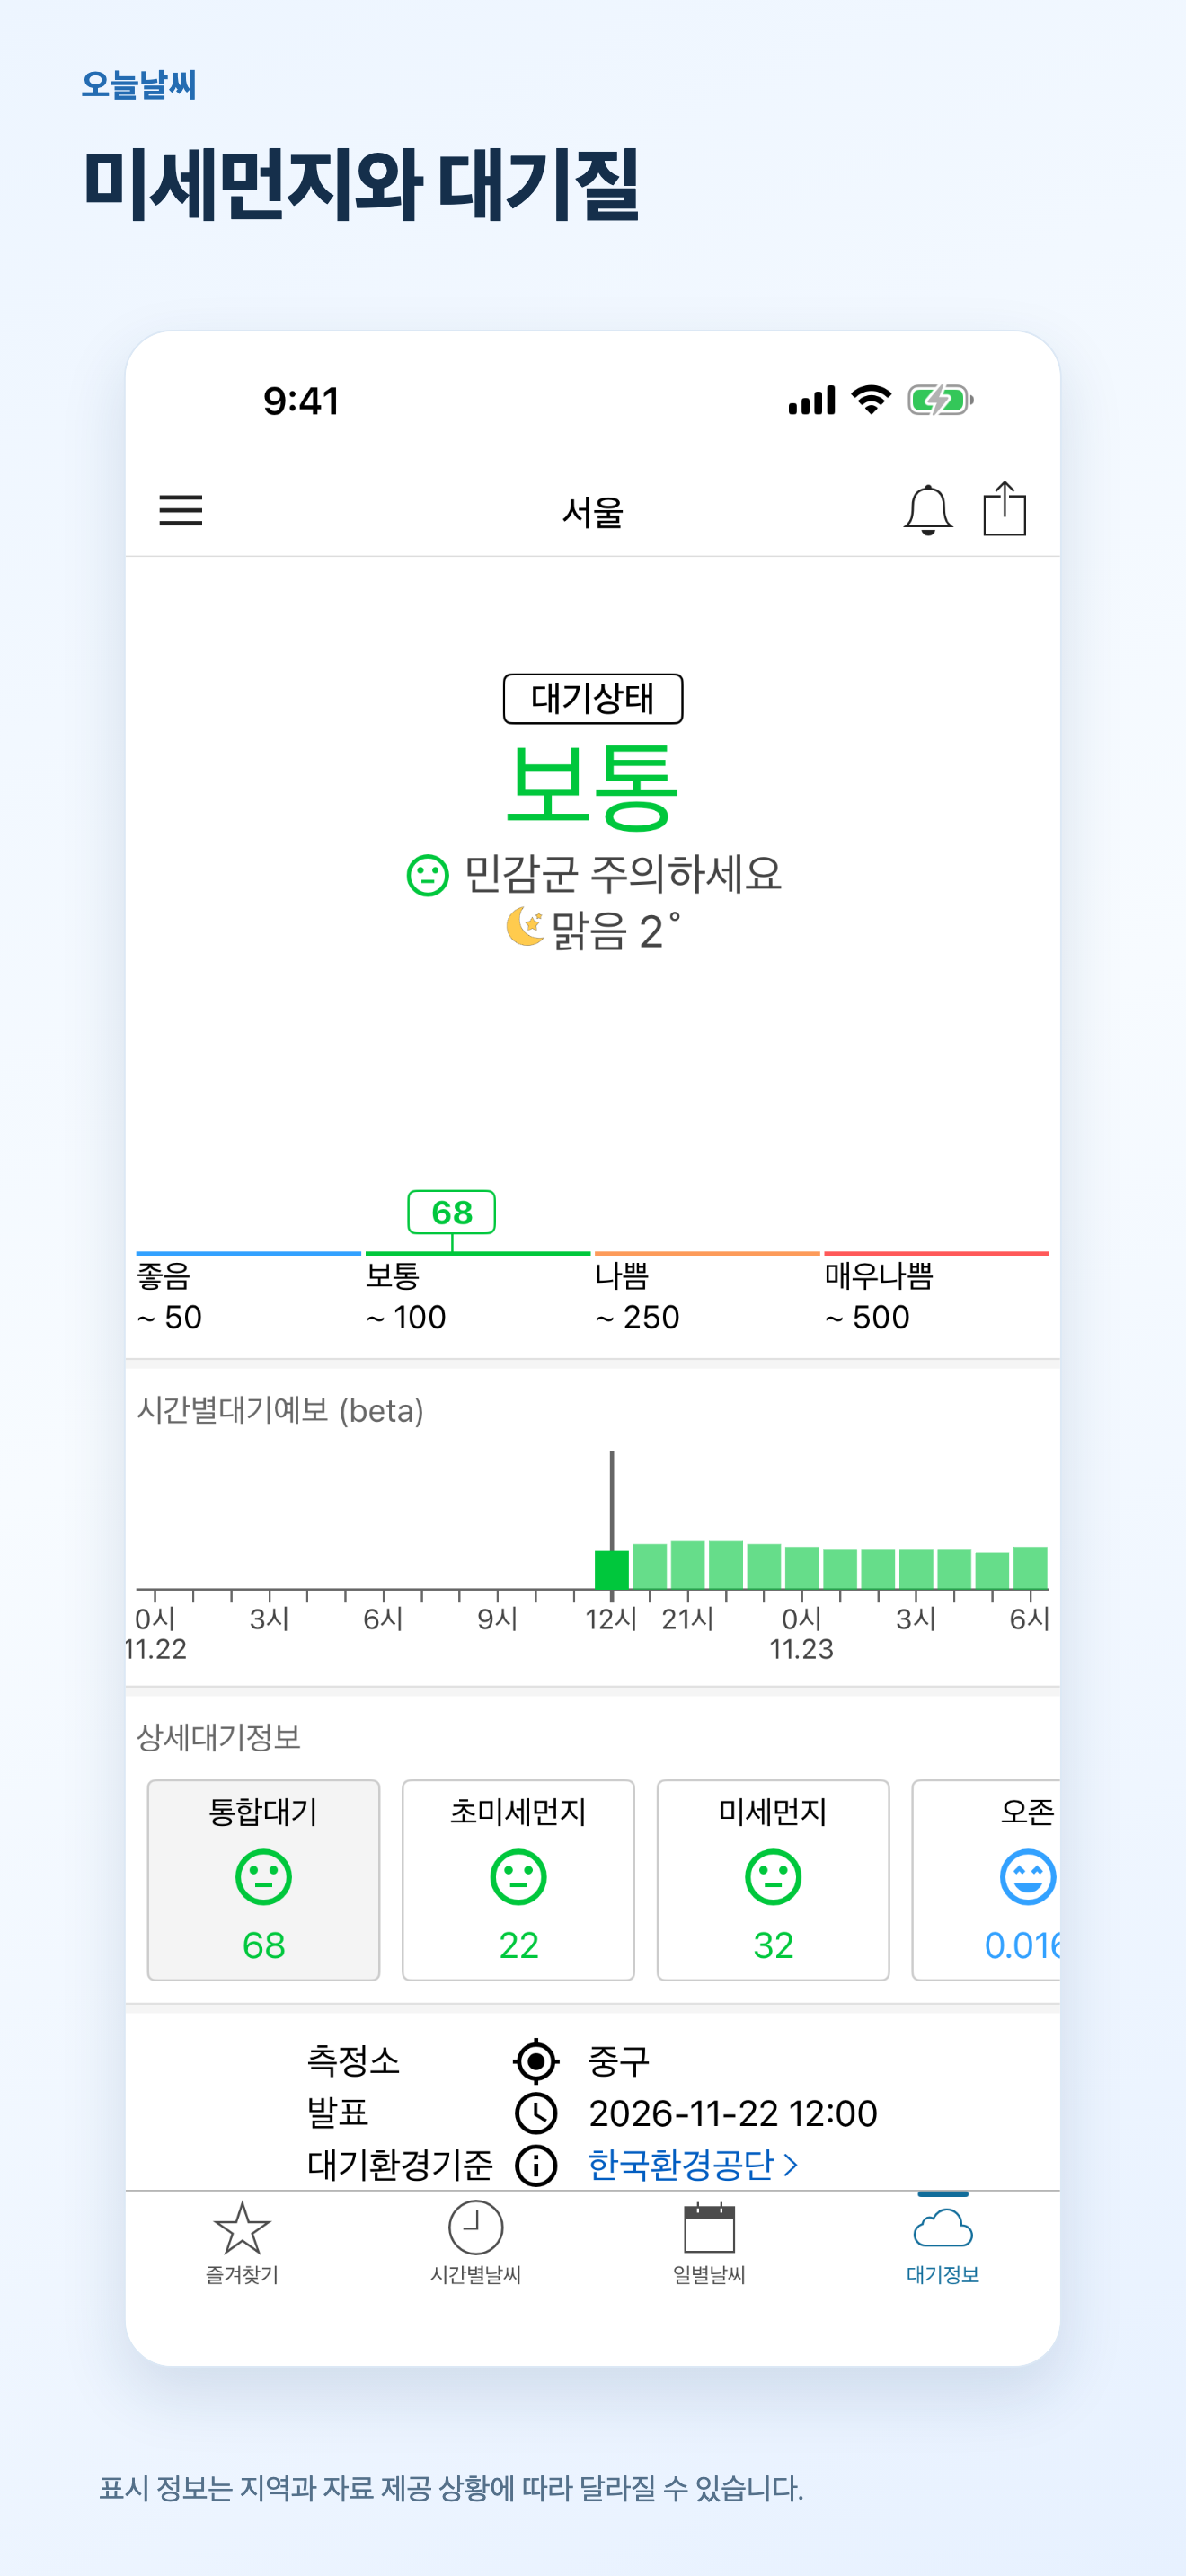 오늘날씨
미세먼지와 대기질
9:41
서울
대기상태
보통
민감군 주의하세요
맑음 2°
68
좋음 보통 나쁨 매우나쁨
~ 50 ~ 100 ~ 250 ~ 500
시간별대기예보 (beta)
0시 3시 6시 9시 12시 21시 0시 3시 6시
11.22 11.23
상세대기정보
통합대기 초미세먼지 미세먼지 오존
68 22 32 0.016
측정소 중구
발표 2026-11-22 12:00
대기환경기준 한국환경공단 >
즐겨찾기 시간별날씨 일별날씨 대기정보
표시 정보는 지역과 자료 제공 상황에 따라 달라질 수 있습니다.